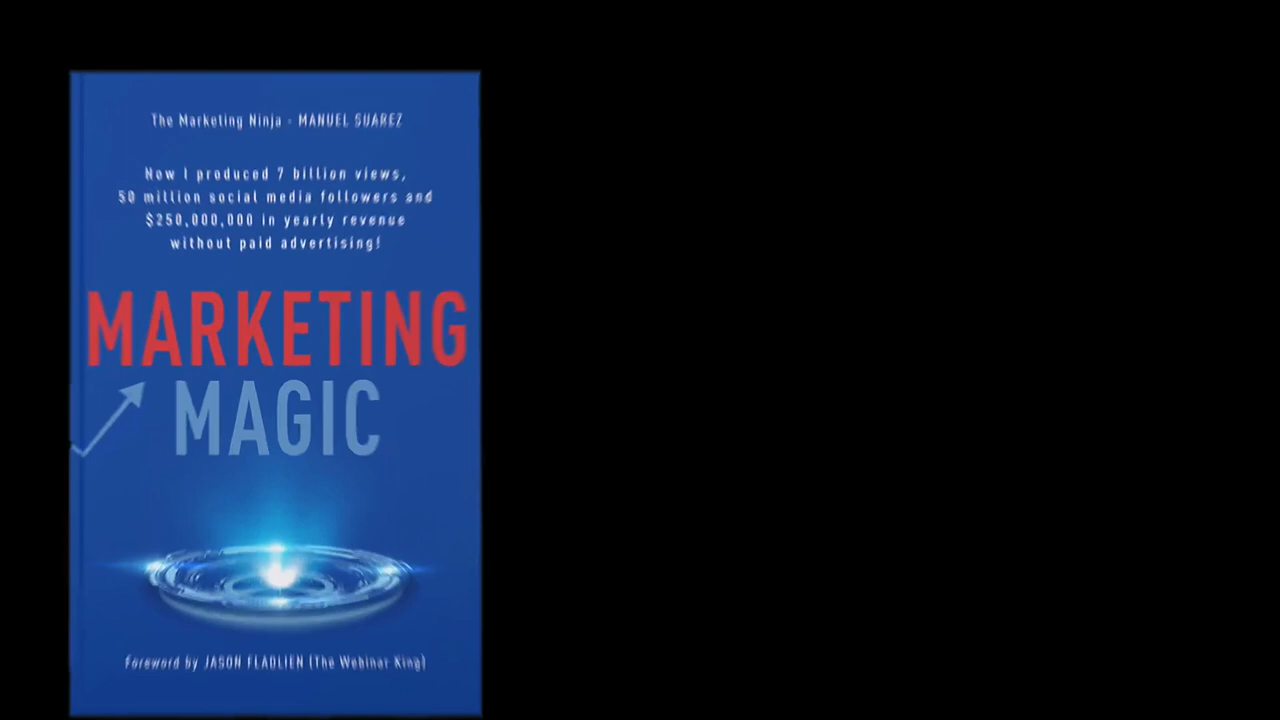 The Marketing Ninja - MANUEL SUAREZ
How I produced 7 billion views,
50 million social media followers and
$250,000,000 in yearly revenue
without paid advertising!
MARKETING
MAGIC
Foreword by JASON FLADLIEN (The Webinar King)